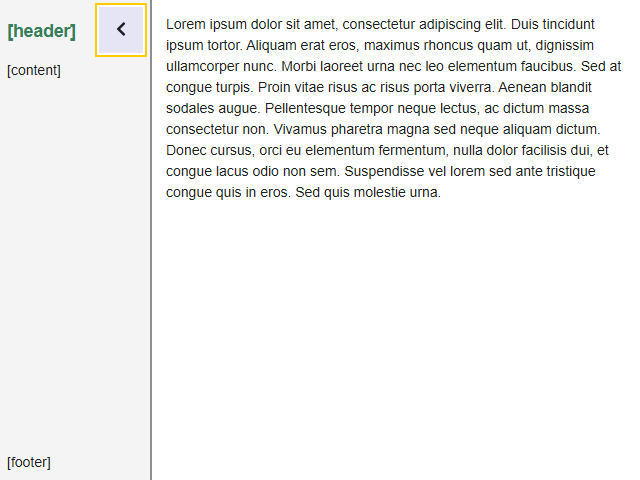 [header]
[content]
[footer]
Lorem ipsum dolor sit amet, consectetur adipiscing elit. Duis tincidunt
ipsum tortor. Aliquam erat eros, maximus rhoncus quam ut, dignissim
ullamcorper nunc. Morbi laoreet urna nec leo elementum faucibus. Sed at
congue turpis. Proin vitae risus ac risus porta viverra. Aenean blandit
sodales augue. Pellentesque tempor neque lectus, ac dictum massa
consectetur non. Vivamus pharetra magna sed neque aliquam dictum.
Donec cursus, orci eu elementum fermentum, nulla dolor facilisis dui, et
congue lacus odio non sem. Suspendisse vel lorem sed ante tristique
congue quis in eros. Sed quis molestie urna.